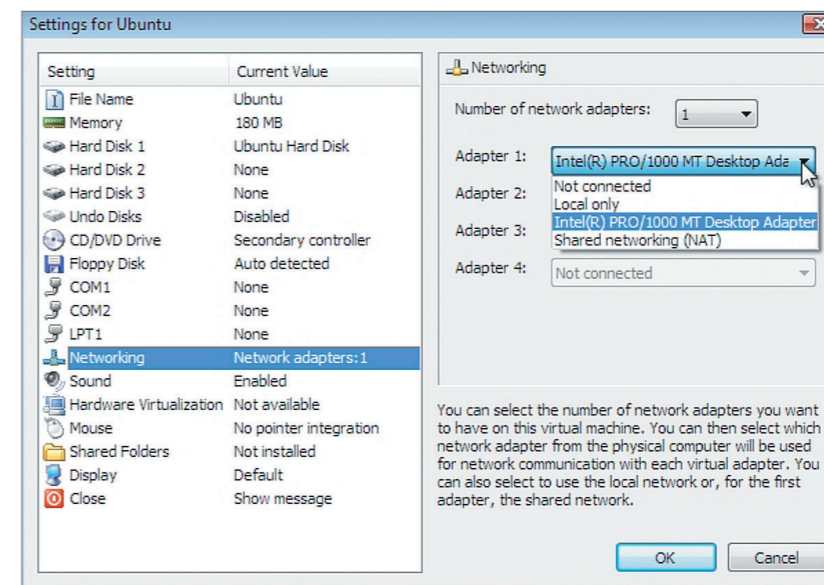 Settings for Ubuntu
Setting Current Value
File Name Ubuntu
Memory 180 MB
Hard Disk 1 Ubuntu Hard Disk
Hard Disk 2 None
Hard Disk 3 None
Undo Disks Disabled
CD/DVD Drive Secondary controller
Floppy Disk Auto detected
COM1 None
COM2 None
LPT1 None
Networking Network adapters:1
Sound Enabled
Hardware Virtualization Not available
Mouse No pointer integration
Shared Folders Not installed
Display Default
Close Show message
Networking
Number of network adapters: 1
Adapter 1: Intel(R) PRO/1000 MT Desktop Ada
Not connected
Adapter 2:
Local only
Intel(R) PRO/1000 MT Desktop Adapter
Adapter 3:
Shared networking (NAT)
Adapter 4: Not connected
You can select the number of network adapters you want
to have on this virtual machine. You can then select which
network adapter from the physical computer will be used
for network communication with each virtual adapter. You
can also select to use the local network or, for the first
adapter, the shared network.
OK Cancel